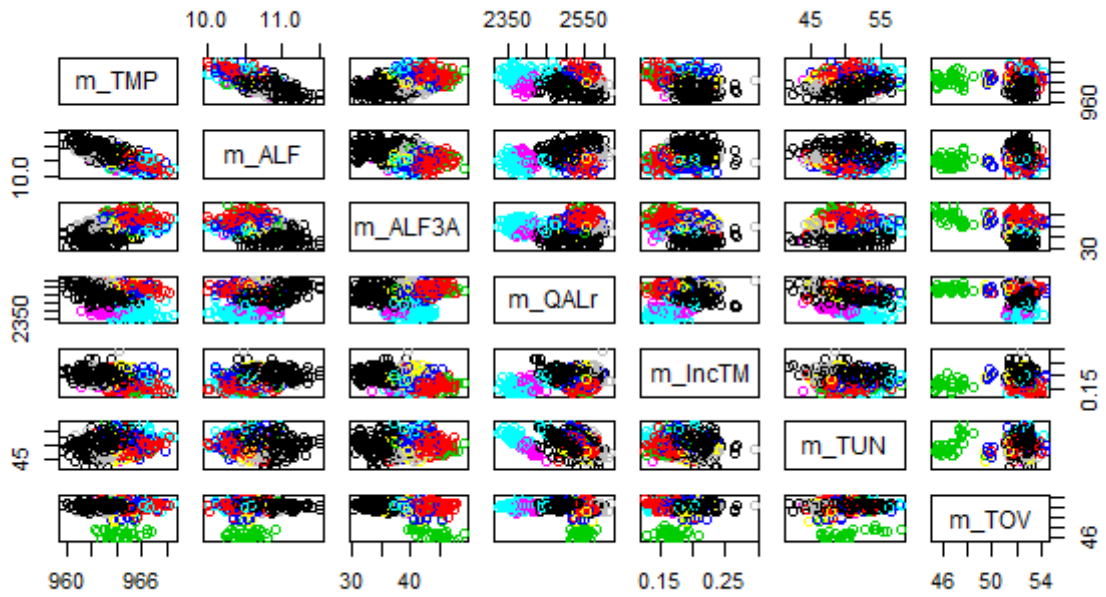 10.0 11.0 2350 2550 45 55
m_TMP 960
10.0 m_ALF
m_ALF3A 30
2350 m_QALr
m_IncTM 0.15
45 m_TUN
m_TOV 46
960 966 30 40 0.15 0.25 46 50 54